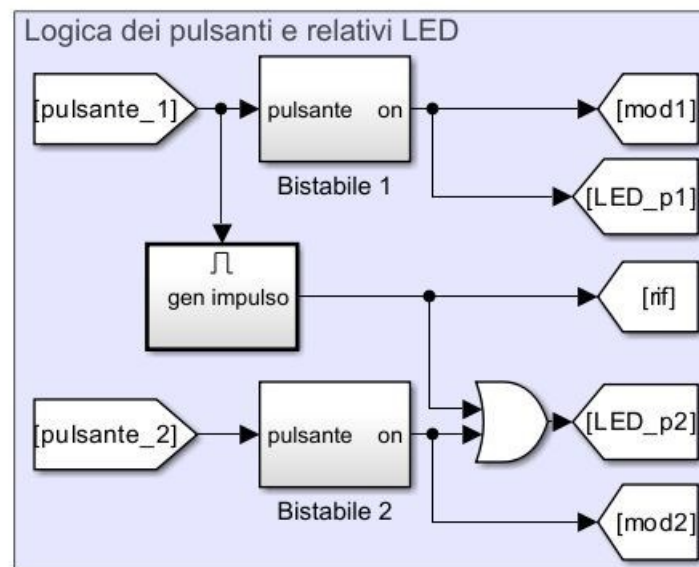 Logica dei pulsanti e relativi LED
[pulsante_1]
pulsante on
[mod1]
Bistabile 1
[LED_p1]
gen impulso
[rif]
[pulsante_2]
pulsante on
[LED_p2]
Bistabile 2
[mod2]